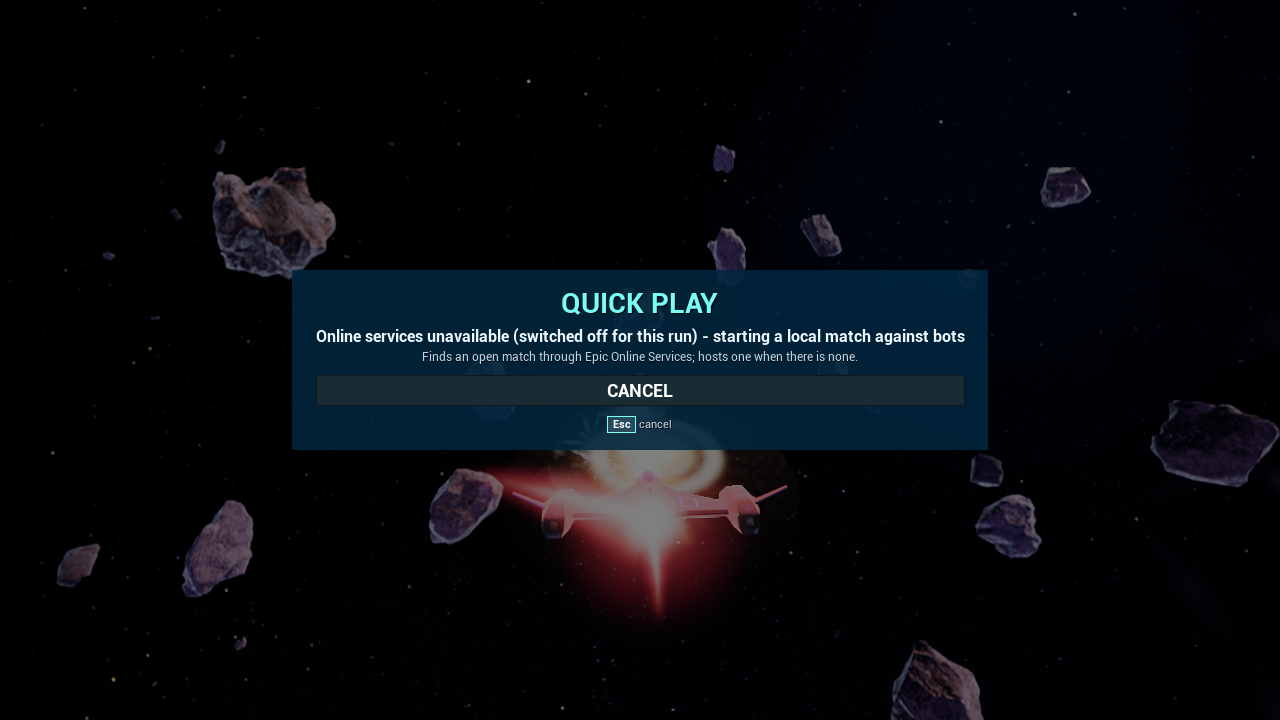 QUICK PLAY
Online services unavailable (switched off for this run) - starting a local match against bots
Finds an open match through Epic Online Services; hosts one when there is none.
CANCEL
Esc cancel